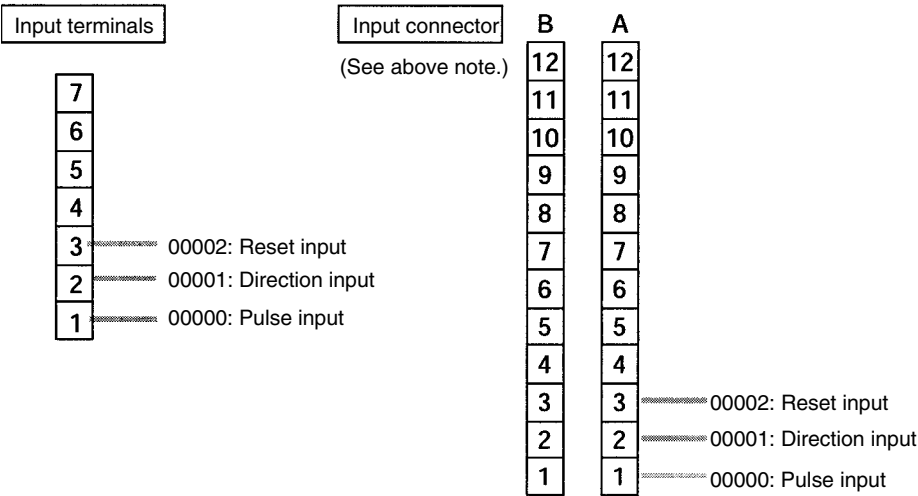 Input terminals
7
6
5
4
3 00002: Reset input
2 00001: Direction input
1 00000: Pulse input
Input connector
(See above note.)
B A
12 12
11 11
10 10
9 9
8 8
7 7
6 6
5 5
4 4
3 3 00002: Reset input
2 2 00001: Direction input
1 1 00000: Pulse input